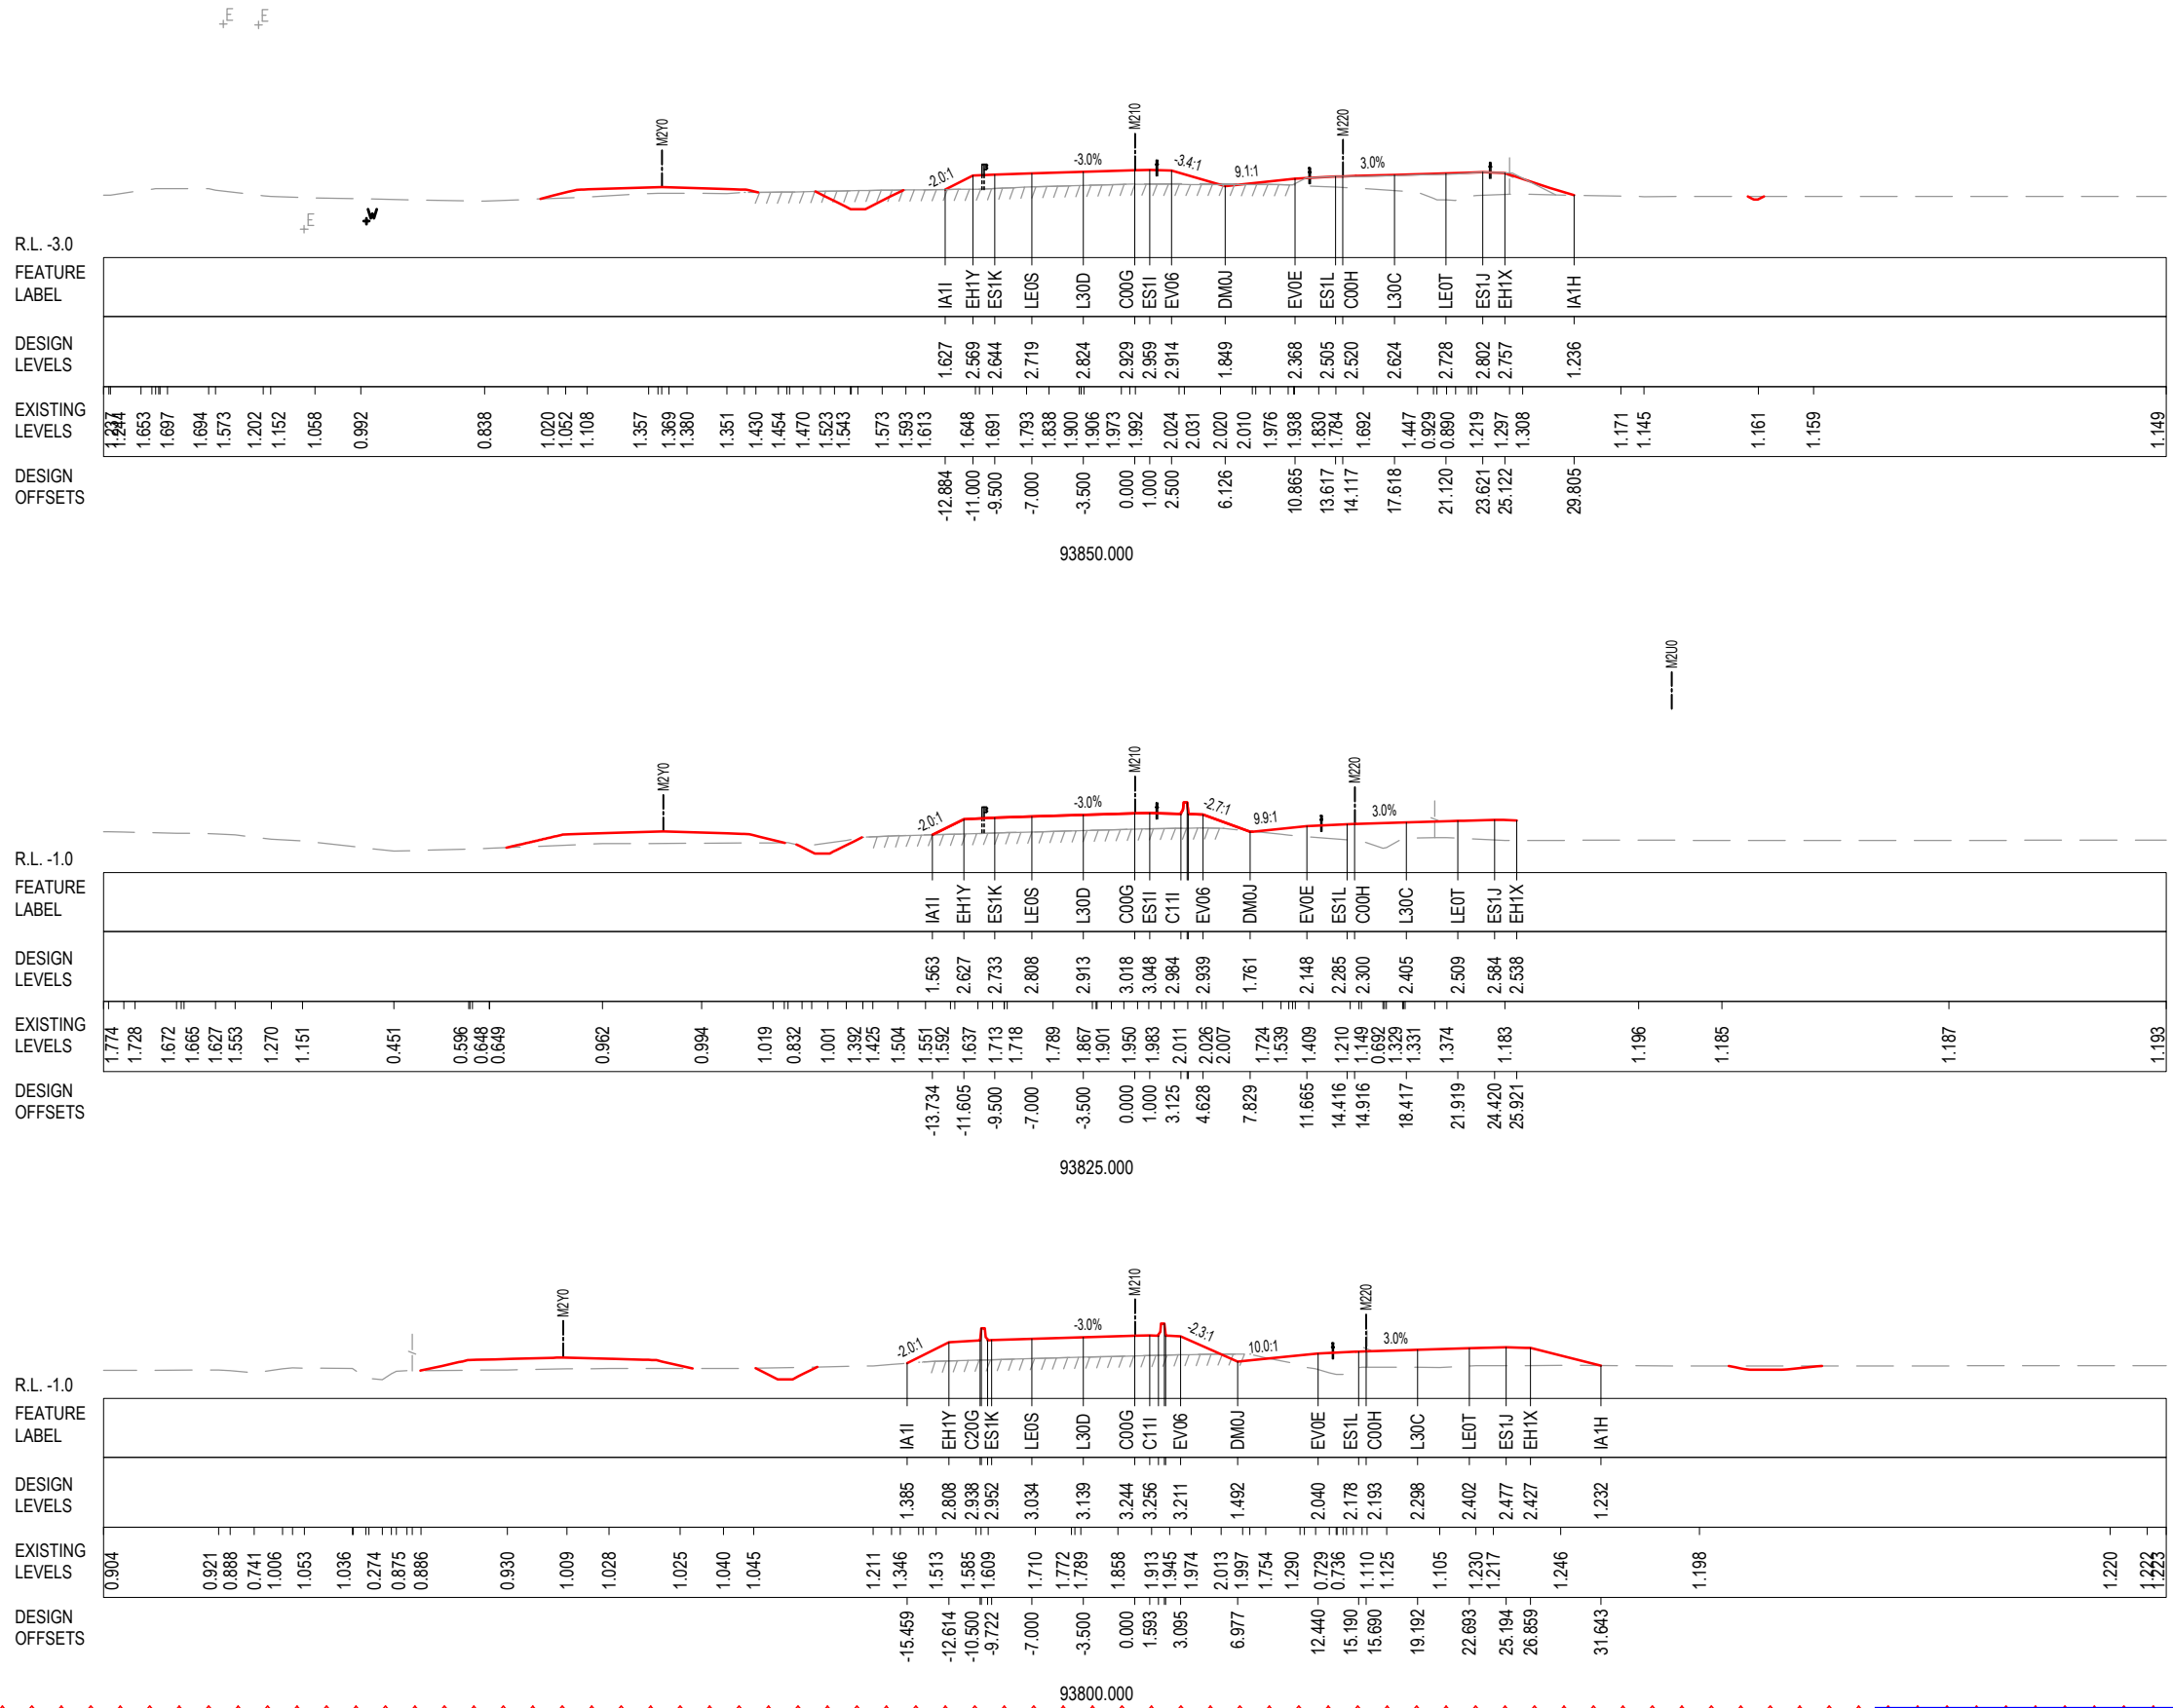 E E
M2Y0 M210 M220
-2.0:1 -3.0% -3.4:1 9.1:1 3.0%
E W
R.L. -3.0
FEATURE LABEL
IA1I EH1Y ES1K LE0S L30D C00G ES1I EV06 DM0J EV0E ES1L C00H L30C LE0T ES1J EH1X IA1H
DESIGN LEVELS
1.627 2.569 2.644 2.719 2.824 2.929 2.959 2.914 1.849 2.368 2.505 2.520 2.624 2.728 2.802 2.757 1.236
EXISTING LEVELS
1.237 1.244 1.653 1.697 1.694 1.573 1.202 1.152 1.058 0.992 0.838 1.020 1.052 1.108 1.357 1.369 1.380 1.351 1.430 1.454 1.470 1.523 1.543 1.573 1.593 1.613 1.648 1.691 1.793 1.838 1.900 1.906 1.973 1.992 2.024 2.031 2.020 2.010 1.976 1.938 1.830 1.784 1.692 1.447 0.929 0.890 1.219 1.297 1.308 1.171 1.145 1.161 1.159 1.149
DESIGN OFFSETS
-12.884 -11.000 -9.500 -7.000 -3.500 0.000 1.000 2.500 6.126 10.865 13.617 14.117 17.618 21.120 23.621 25.122 29.805
93850.000
M2U0
M2Y0 M210 M220
-2.0:1 -3.0% -2.7:1 9.9:1 3.0%
R.L. -1.0
FEATURE LABEL
IA1I EH1Y ES1K LE0S L30D C00G ES1I C11I EV06 DM0J EV0E ES1L C00H L30C LE0T ES1J EH1X
DESIGN LEVELS
1.563 2.627 2.733 2.808 2.913 3.018 3.048 2.984 2.939 1.761 2.148 2.285 2.300 2.405 2.509 2.584 2.538
EXISTING LEVELS
1.774 1.728 1.672 1.665 1.627 1.553 1.270 1.151 0.451 0.596 0.648 0.649 0.962 0.994 1.019 0.832 1.001 1.392 1.425 1.504 1.551 1.592 1.637 1.713 1.718 1.789 1.867 1.901 1.950 1.983 2.011 2.026 2.007 1.724 1.539 1.409 1.210 1.149 0.692 1.329 1.331 1.374 1.183 1.196 1.185 1.187 1.193
DESIGN OFFSETS
-13.734 -11.605 -9.500 -7.000 -3.500 0.000 1.000 3.125 4.628 7.829 11.665 14.416 14.916 18.417 21.919 24.420 25.921
93825.000
M2Y0 M210 M220
-2.0:1 -3.0% -2.3:1 10.0:1 3.0%
R.L. -1.0
FEATURE LABEL
IA1I EH1Y C20G ES1K LE0S L30D C00G C11I EV06 DM0J EV0E ES1L C00H L30C LE0T ES1J EH1X IA1H
DESIGN LEVELS
1.385 2.808 2.938 2.952 3.034 3.139 3.244 3.256 3.211 1.492 2.040 2.178 2.193 2.298 2.402 2.477 2.427 1.232
EXISTING LEVELS
0.904 0.921 0.888 0.741 1.006 1.053 1.036 0.274 0.875 0.886 0.930 1.009 1.028 1.025 1.040 1.045 1.211 1.346 1.513 1.585 1.609 1.710 1.772 1.789 1.858 1.913 1.945 1.974 2.013 1.997 1.754 1.290 0.729 0.736 1.110 1.125 1.105 1.230 1.217 1.246 1.198 1.220 1.222 1.223
DESIGN OFFSETS
-15.459 -12.614 -10.500 -9.722 -7.000 -3.500 0.000 1.593 3.095 6.977 12.440 15.190 15.690 19.192 22.693 25.194 26.859 31.643
93800.000